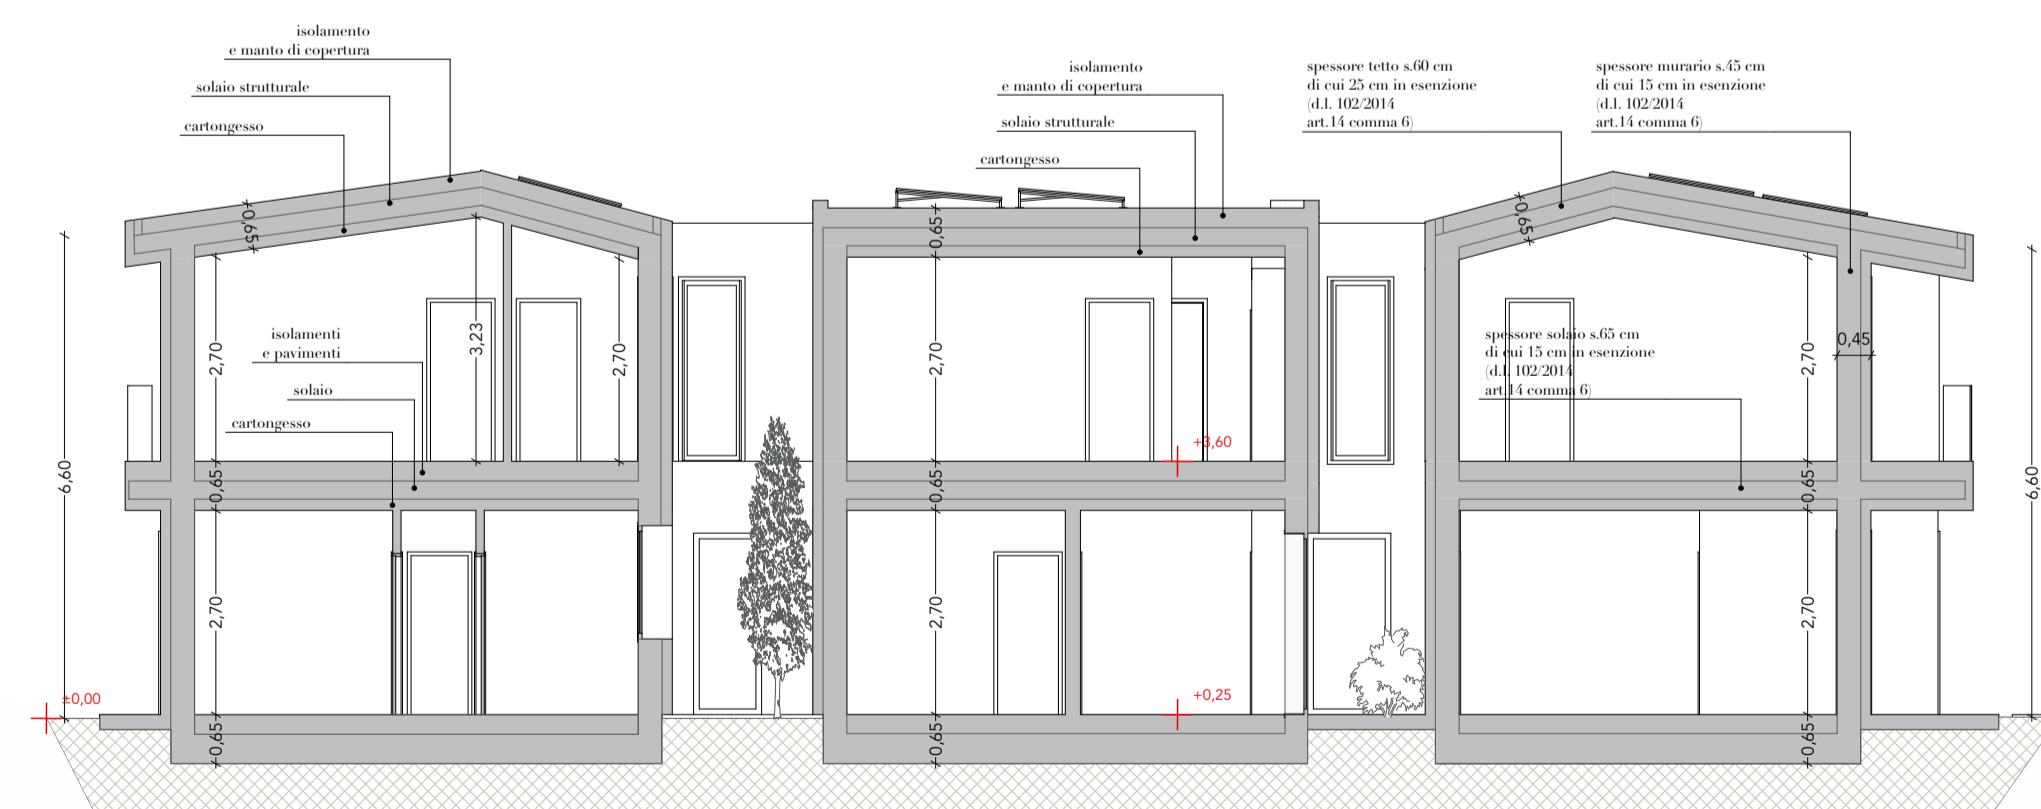 isolamento
e manto di copertura
solaio strutturale
cartongesso
isolamento
e manto di copertura
solaio strutturale
cartongesso
spessore tetto s.60 cm
di cui 25 cm in esenzione
(d.l. 102/2014
art.14 comma 6)
spessore murario s.45 cm
di cui 15 cm in esenzione
(d.l. 102/2014
art.14 comma 6)
0,65
0,65
0,65
isolamenti
e pavimenti
solaio
cartongesso
2,70
3,23
2,70
2,70
spessore solaio s.65 cm
di cui 15 cm in esenzione
(d.l. 102/2014
art.14 comma 6)
2,70
0,45
6,60
+3,60
6,60
0,65
0,65
0,65
2,70
2,70
2,70
±0,00
+0,25
0,65
0,65
0,65